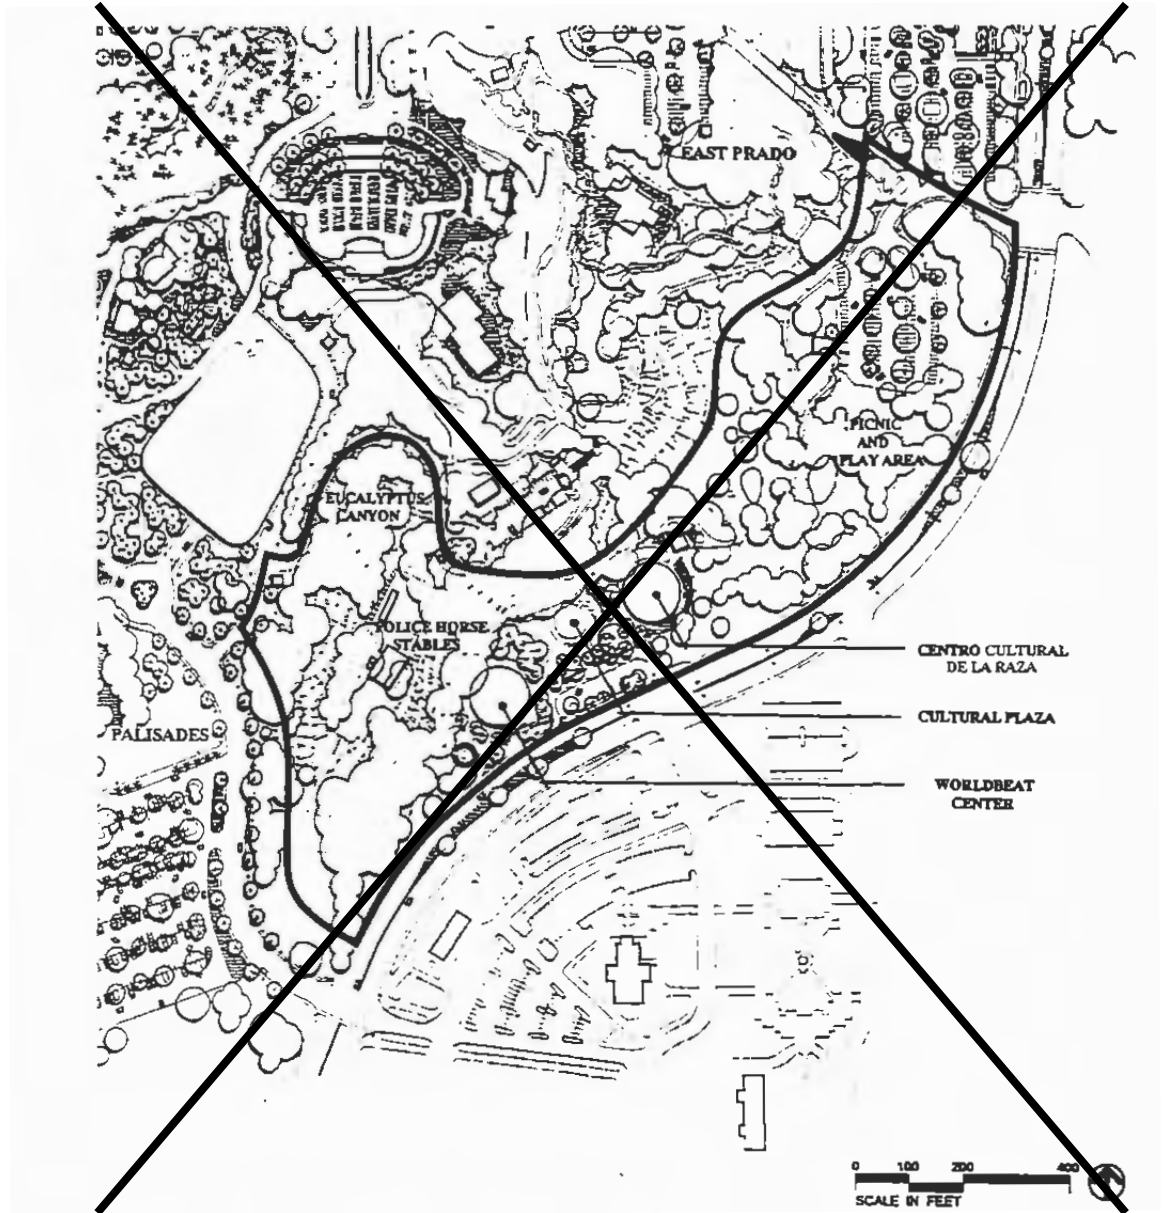 EAST PRADO
PICNIC
AND
PLAY AREA
EUCALYPTUS
CANYON
POLICE HORSE
STABLES
CENTRO CULTURAL
DE LA RAZA
CULTURAL PLAZA
PALISADES
WORLDBEAT
CENTER
0 100 200 400
SCALE IN FEET